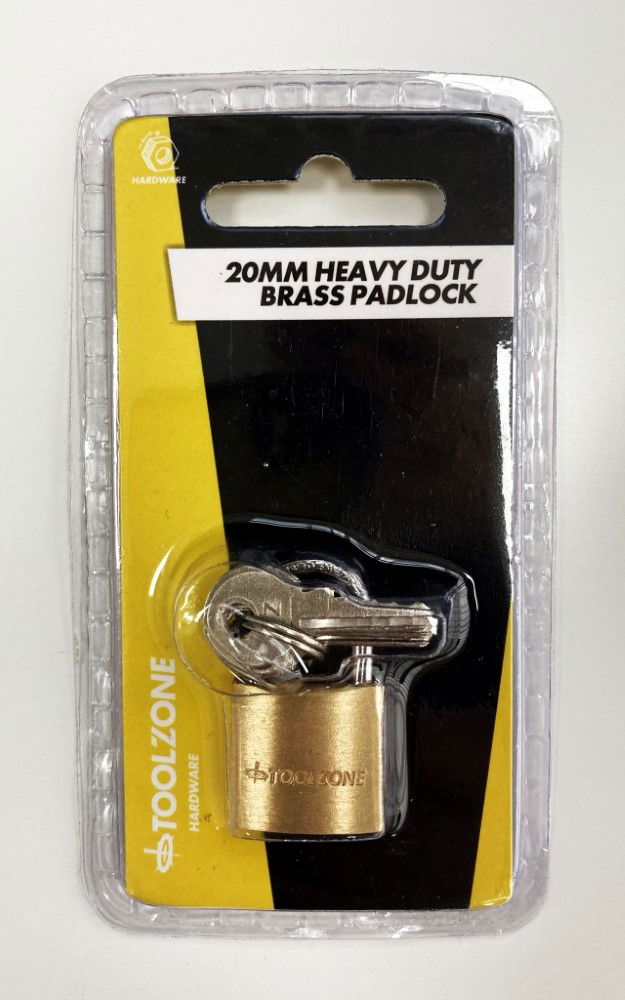 HARDWARE
20MM HEAVY DUTY
BRASS PADLOCK
TOOLZONE
HARDWARE
TOOLZONE